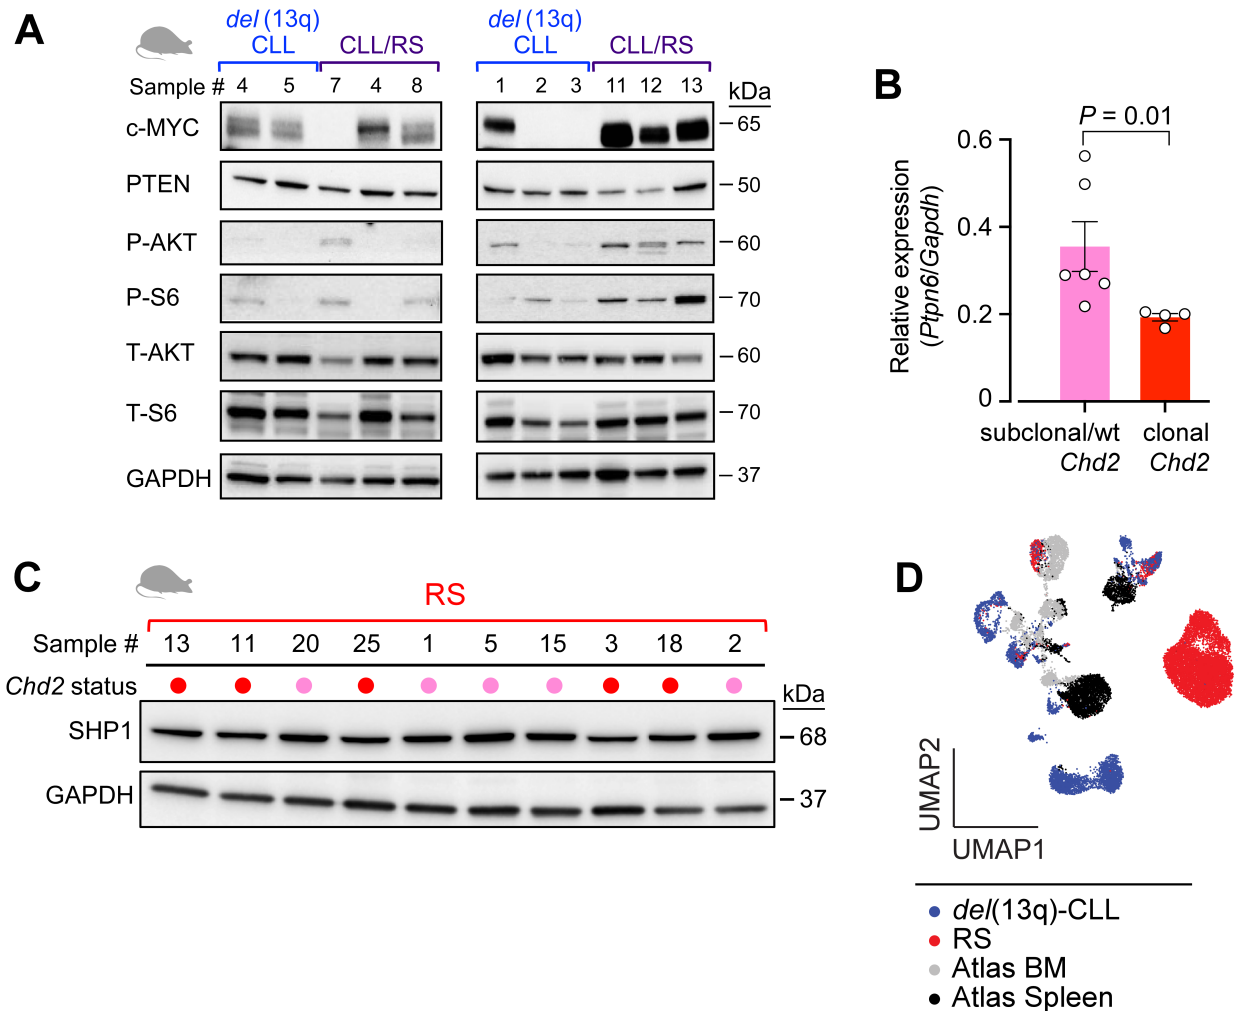 A
del (13q)
CLL
CLL/RS
del (13q)
CLL
CLL/RS
Sample # 4 5 7 4 8 1 2 3 11 12 13 kDa
c-MYC 65
PTEN 50
P-AKT 60
P-S6 70
T-AKT 60
T-S6 70
GAPDH 37
B
P = 0.01
Relative expression
(Ptpn6/Gapdh)
0.6
0.4
0.2
0
subclonal/wt
Chd2
clonal
Chd2
C
RS
Sample # 13 11 20 25 1 5 15 3 18 2
Chd2 status
kDa
SHP1 68
GAPDH 37
D
UMAP2
UMAP1
del(13q)-CLL
RS
Atlas BM
Atlas Spleen